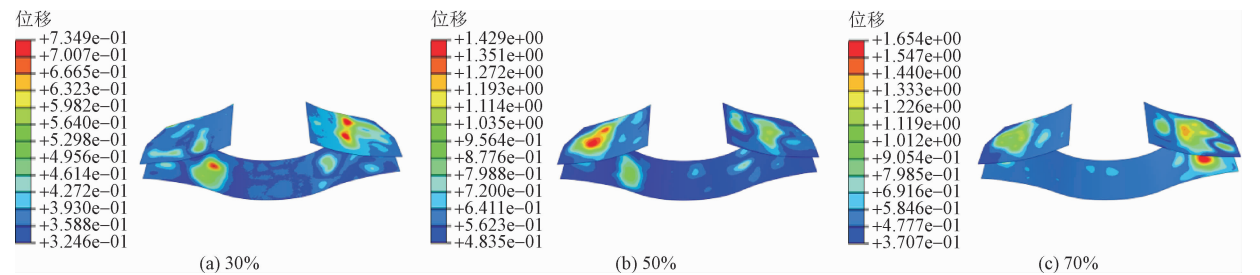 位移
+7.349e−01
+7.007e−01
+6.665e−01
+6.323e−01
+5.982e−01
+5.640e−01
+5.298e−01
+4.956e−01
+4.614e−01
+4.272e−01
+3.930e−01
+3.588e−01
+3.246e−01
(a) 30%
位移
+1.429e+00
+1.351e+00
+1.272e+00
+1.193e+00
+1.114e+00
+1.035e+00
+9.564e−01
+8.776e−01
+7.988e−01
+7.200e−01
+6.411e−01
+5.623e−01
+4.835e−01
(b) 50%
位移
+1.654e+00
+1.547e+00
+1.440e+00
+1.333e+00
+1.226e+00
+1.119e+00
+1.012e+00
+9.054e−01
+7.985e−01
+6.916e−01
+5.846e−01
+4.777e−01
+3.707e−01
(c) 70%